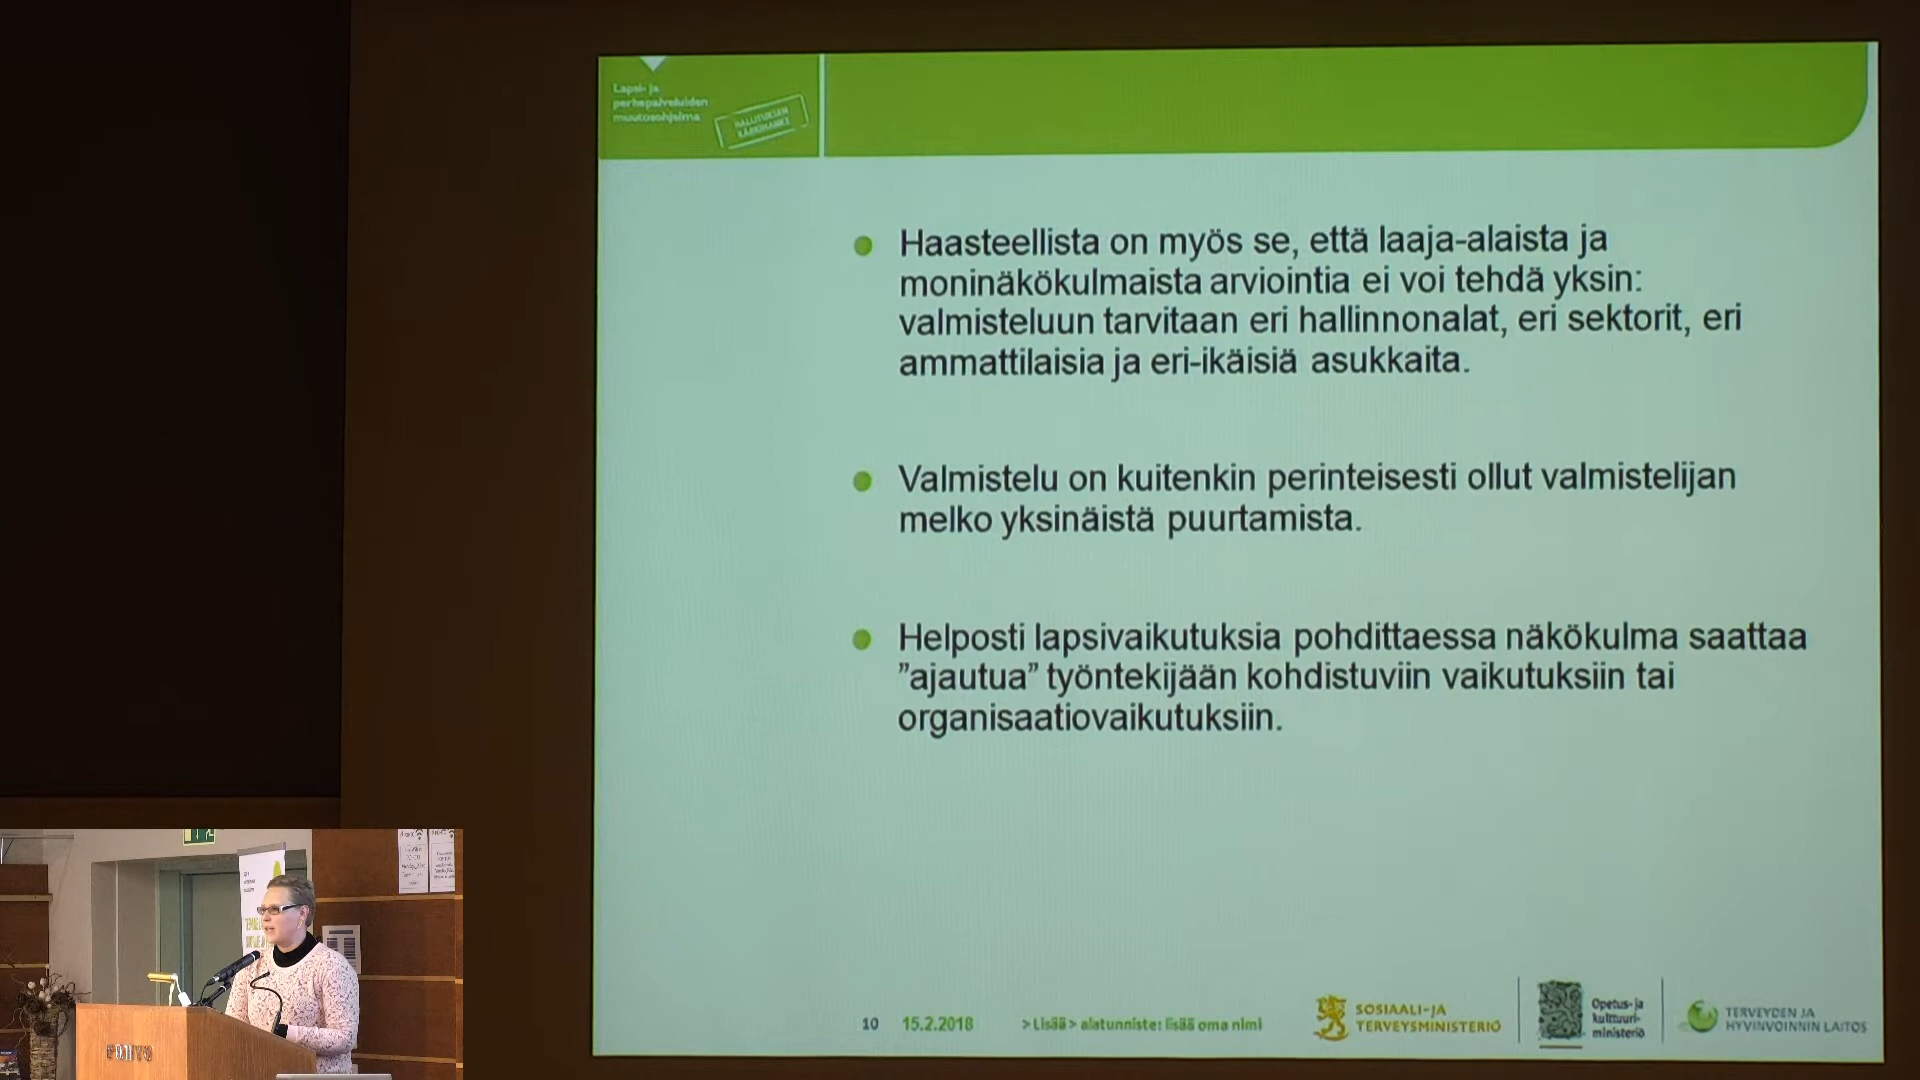 Lapsi- ja
perhepalveluiden
muutosohjelma
HALLITUKSEN
KÄRKIHANKE
Haasteellista on myös se, että laaja-alaista ja
moninäkökulmaista arviointia ei voi tehdä yksin:
valmisteluun tarvitaan eri hallinnonalat, eri sektorit, eri
ammattilaisia ja eri-ikäisiä asukkaita.
Valmistelu on kuitenkin perinteisesti ollut valmistelijan
melko yksinäistä puurtamista.
Helposti lapsivaikutuksia pohdittaessa näkökulma saattaa
”ajautua” työntekijään kohdistuviin vaikutuksiin tai
organisaatiovaikutuksiin.
10 15.2.2018 > Lisää > alatunniste: lisää oma nimi
SOSIAALI- JA
TERVEYSMINISTERIÖ
Opetus- ja
kulttuuri-
ministeriö
TERVEYDEN JA
HYVINVOINNIN LAITOS